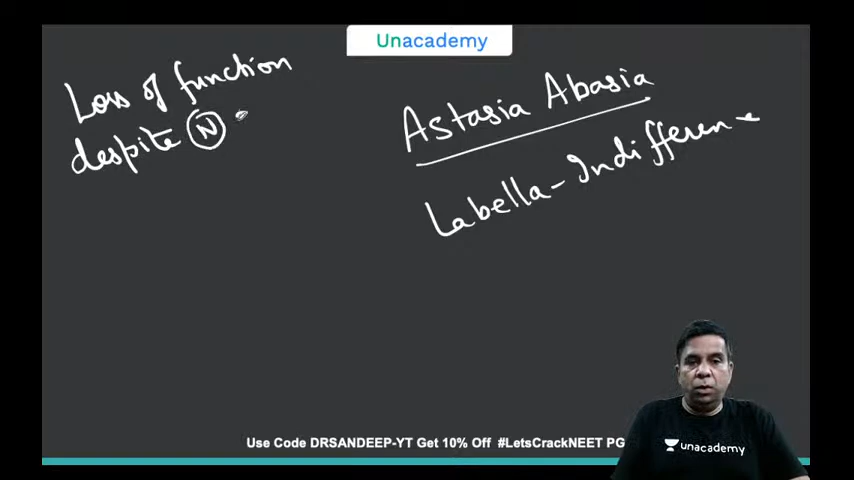 Unacademy
Loss of function
despite N
Astasia Abasia
Labella-Indifferen
Use Code DRSANDEEP-YT Get 10% Off #LetsCrackNEET PG
unacademy